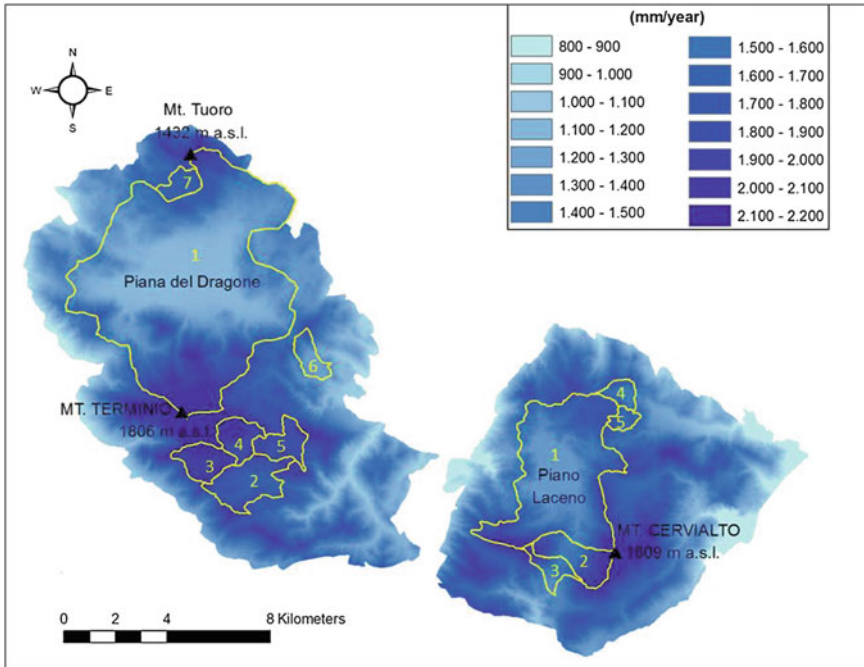 (mm/year)
800 - 900
900 - 1.000
1.000 - 1.100
1.100 - 1.200
1.200 - 1.300
1.300 - 1.400
1.400 - 1.500
1.500 - 1.600
1.600 - 1.700
1.700 - 1.800
1.800 - 1.900
1.900 - 2.000
2.000 - 2.100
2.100 - 2.200
N
W E
S
Mt. Tuoro
1432 m a.s.l.
7
1
Piana del Dragone
6
MT. TERMINIO
1806 m a.s.l.
4
5
3
2
4
5
1
Piano
Laceno
MT. CERVIALTO
1809 m a.s.l.
2
3
0 2 4 8 Kilometers